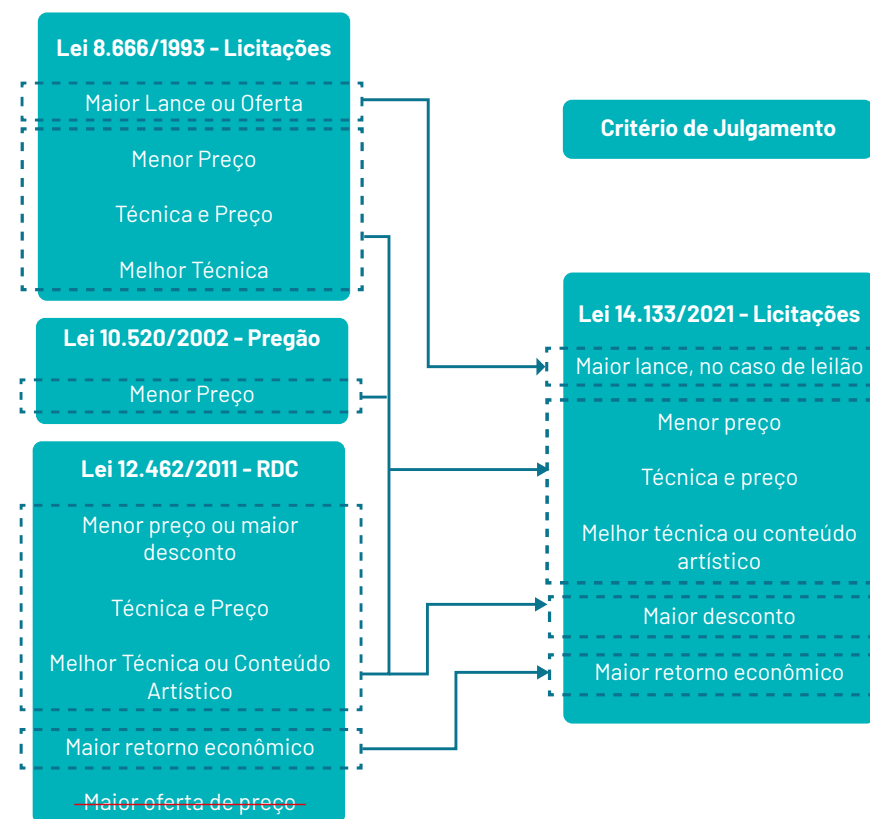 Lei 8.666/1993 - Licitações
Maior Lance ou Oferta
Menor Preço
Técnica e Preço
Melhor Técnica
Lei 10.520/2002 - Pregão
Menor Preço
Lei 12.462/2011 - RDC
Menor preço ou maior
desconto
Técnica e Preço
Melhor Técnica ou Conteúdo
Artístico
Maior retorno econômico
Maior oferta de preço
Critério de Julgamento
Lei 14.133/2021 - Licitações
Maior lance, no caso de leilão
Menor preço
Técnica e preço
Melhor técnica ou conteúdo
artístico
Maior desconto
Maior retorno econômico